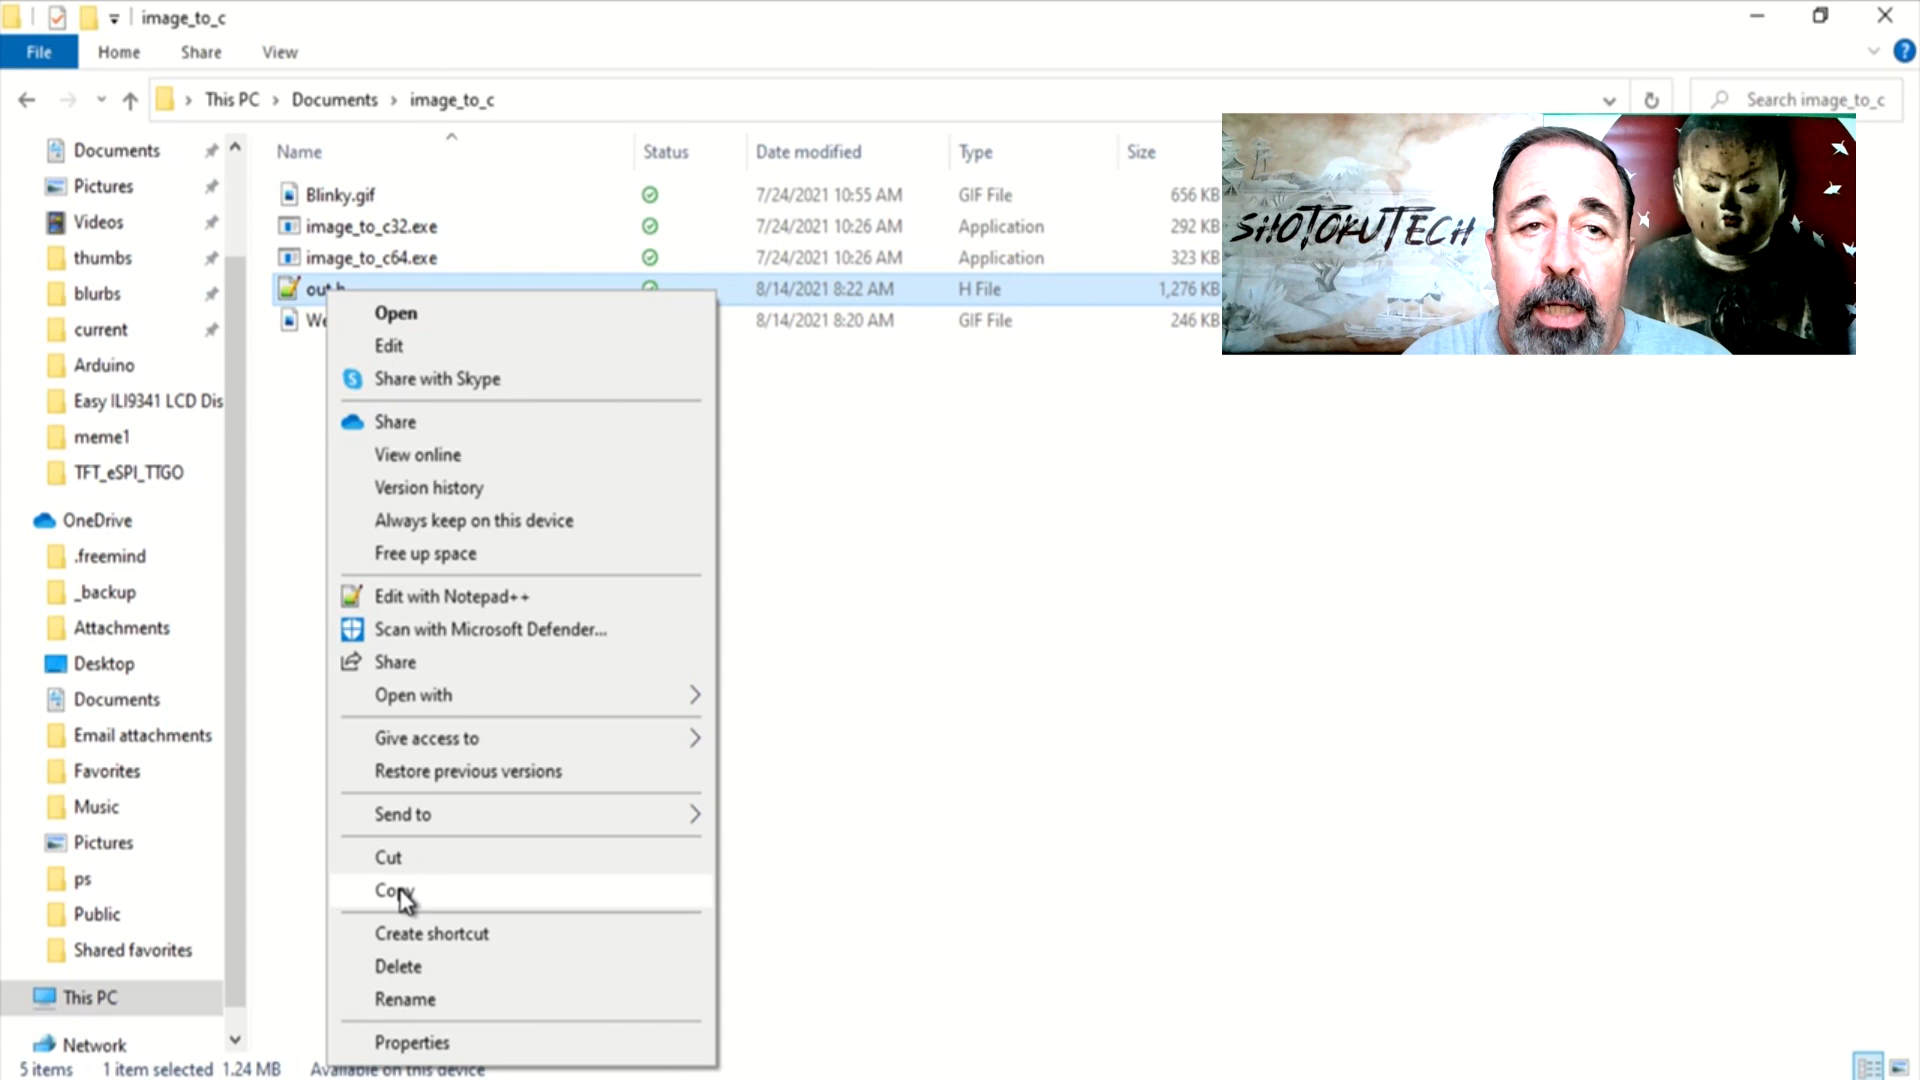 image_to_c
File Home Share View
This PC Documents image_to_c
Search image_to_c
Name Status Date modified Type Size
Blinky.gif 7/24/2021 10:55 AM GIF File 656 KB
image_to_c32.exe 7/24/2021 10:26 AM Application 292 KB
image_to_c64.exe 7/24/2021 10:26 AM Application 323 KB
8/14/2021 8:22 AM H File 1,276 KB
We 8/14/2021 8:20 AM GIF File 246 KB
Documents
Pictures
Videos
thumbs
blurbs
current
Arduino
Easy ILI9341 LCD Dis
meme1
TFT_eSPI_TTGO
OneDrive
.freemind
_backup
Attachments
Desktop
Documents
Email attachments
Favorites
Music
Pictures
ps
Public
Shared favorites
This PC
Network
Open
Edit
Share with Skype
Share
View online
Version history
Always keep on this device
Free up space
Edit with Notepad++
Scan with Microsoft Defender...
Share
Open with
Give access to
Restore previous versions
Send to
Cut
Copy
Create shortcut
Delete
Rename
Properties
SHOTOKUTECH
5 items 1 item selected 1.24 MB Available on this device